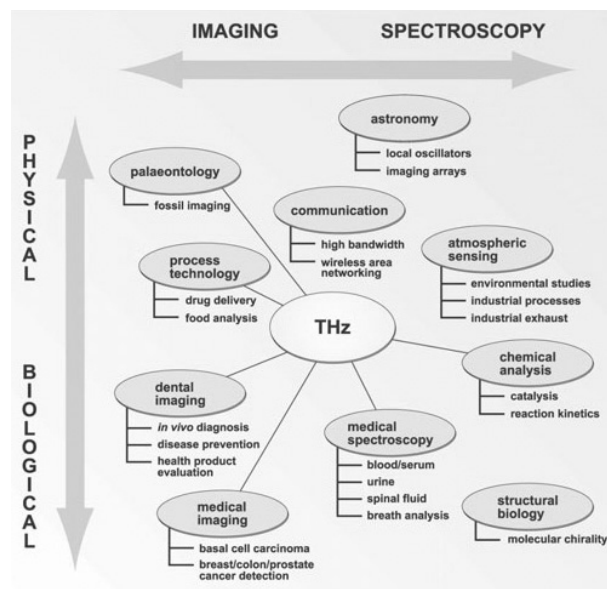 IMAGING
SPECTROSCOPY
PHYSICAL
BIOLOGICAL
astronomy
local oscillators
imaging arrays
palaeontology
fossil imaging
communication
high bandwidth
wireless area
networking
atmospheric
sensing
environmental studies
industrial processes
industrial exhaust
process
technology
drug delivery
food analysis
THz
chemical
analysis
catalysis
reaction kinetics
dental
imaging
in vivo diagnosis
disease prevention
health product
evaluation
medical
spectroscopy
blood/serum
urine
spinal fluid
breath analysis
medical
imaging
basal cell carcinoma
breast/colon/prostate
cancer detection
structural
biology
molecular chirality